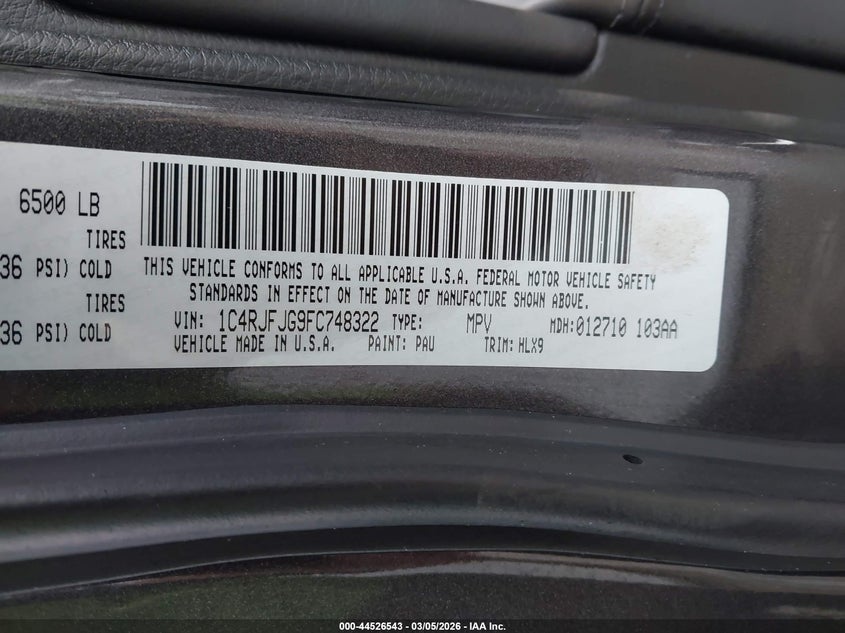 6500 LB
TIRES
36 PSI) COLD
TIRES
36 PSI) COLD
THIS VEHICLE CONFORMS TO ALL APPLICABLE U.S.A. FEDERAL MOTOR VEHICLE SAFETY
STANDARDS IN EFFECT ON THE DATE OF MANUFACTURE SHOWN ABOVE.
VIN: 1C4RJFJG9FC748322 TYPE: MPV MDH:012710 103AA
VEHICLE MADE IN U.S.A. PAINT: PAU TRIM: HLX9
000-44526543 - 03/05/2026 - IAA Inc.